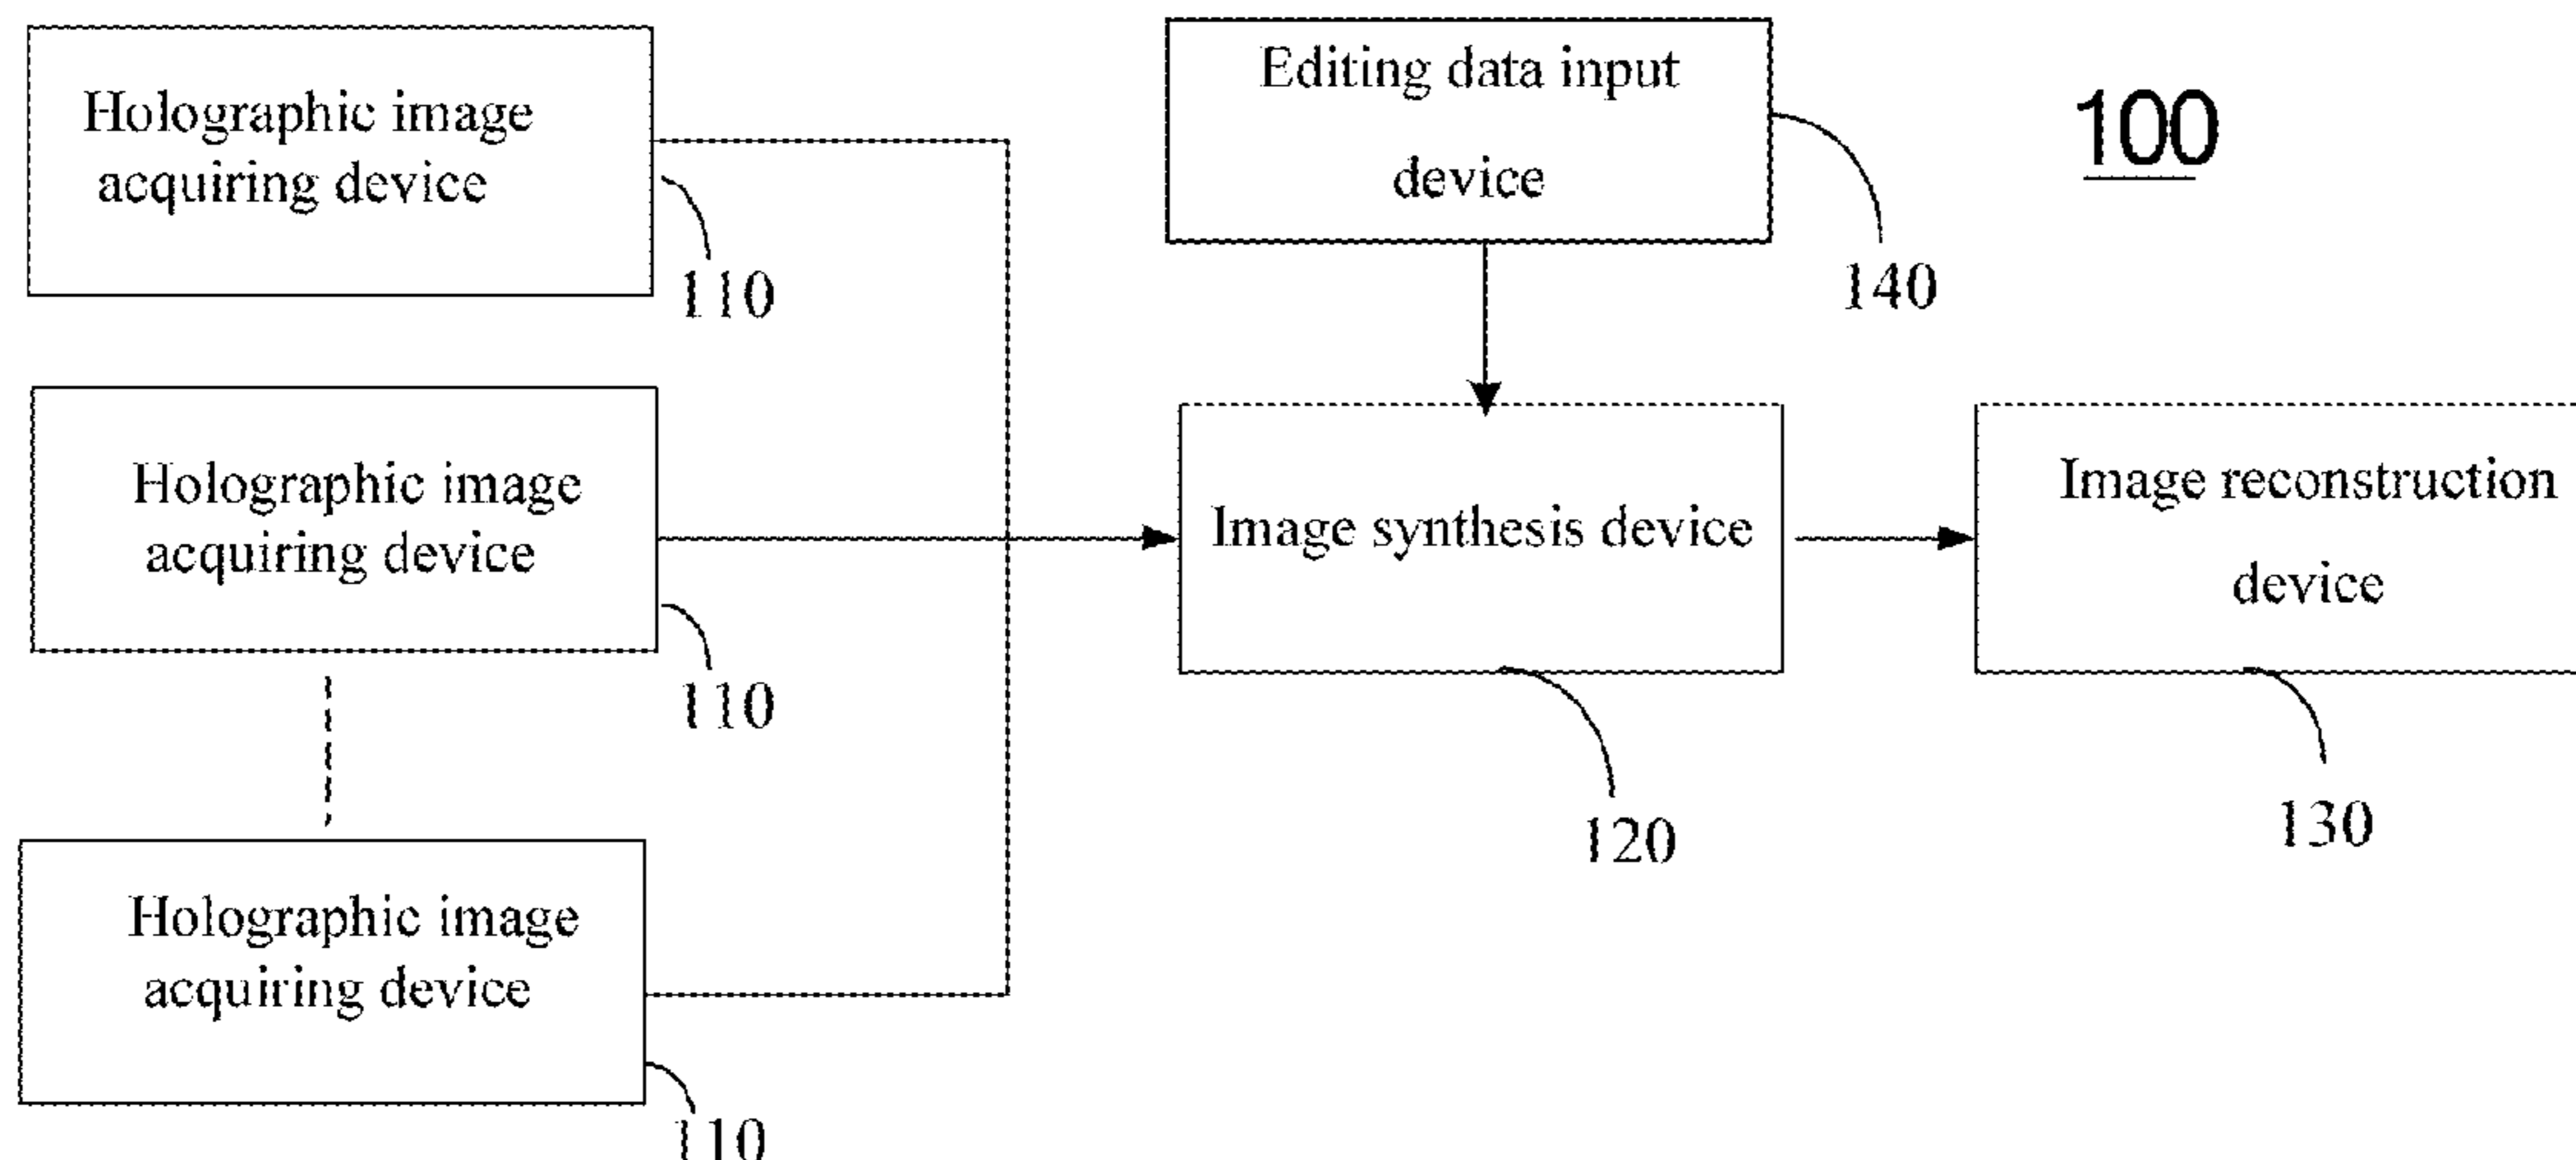 Holographic image
acquiring device
110
Editing data input
device
140
100
Holographic image
acquiring device
110
Image synthesis device
120
Image reconstruction
device
130
Holographic image
acquiring device
110